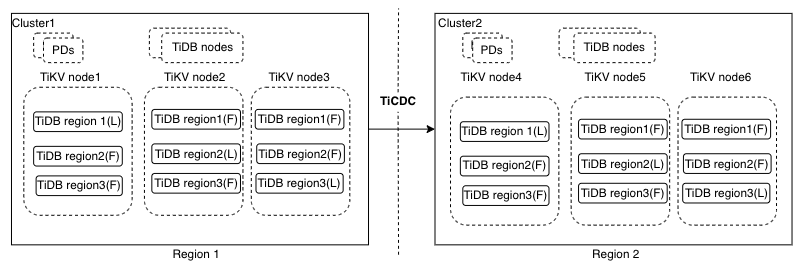 Cluster1
PDs
TiDB nodes
TiKV node1
TiKV node2
TiKV node3
TiDB region 1(L)
TiDB region1(F)
TiDB region1(F)
TiDB region2(F)
TiDB region2(L)
TiDB region2(F)
TiDB region3(F)
TiDB region3(F)
TiDB region3(L)
Region 1
TiCDC
Cluster2
PDs
TiDB nodes
TiKV node4
TiKV node5
TiKV node6
TiDB region 1(L)
TiDB region1(F)
TiDB region1(F)
TiDB region2(F)
TiDB region2(L)
TiDB region2(F)
TiDB region3(F)
TiDB region3(F)
TiDB region3(L)
Region 2